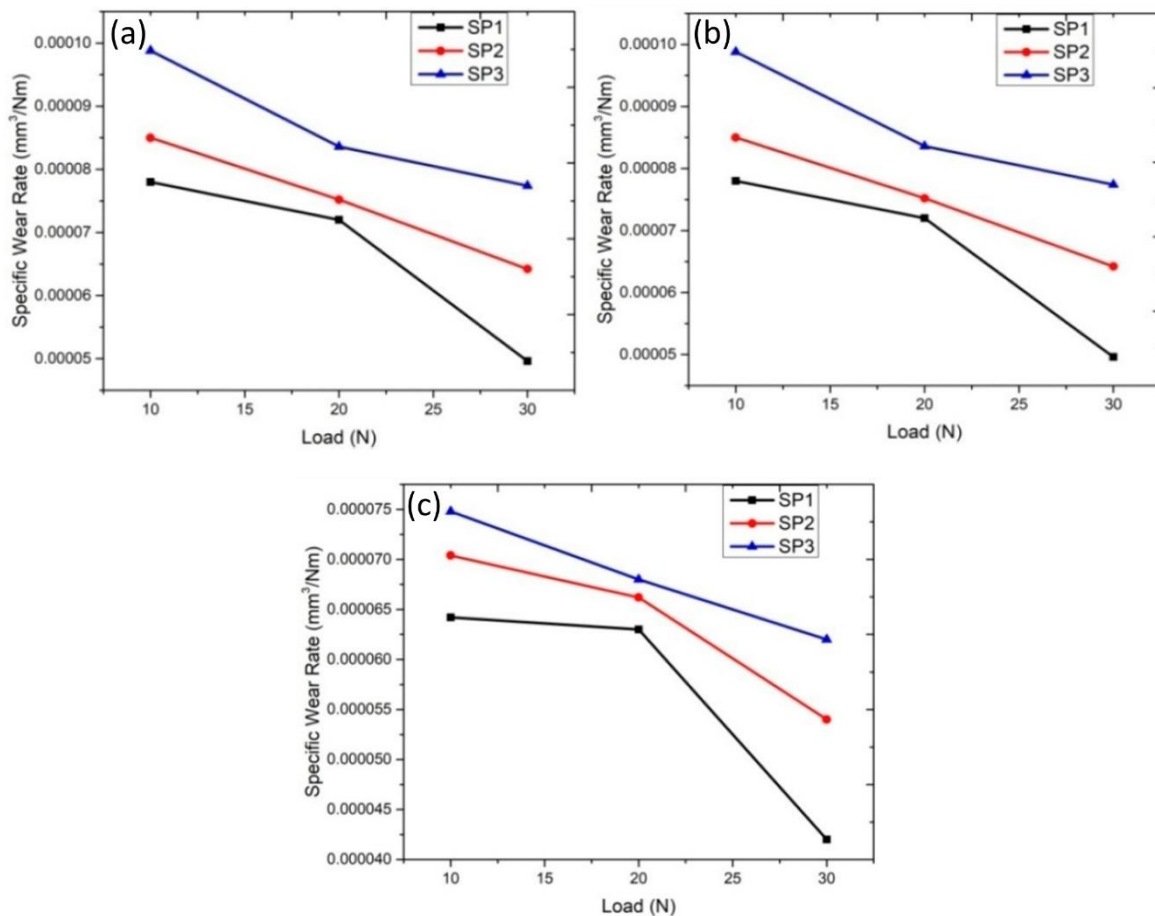 (a)
SP1
SP2
SP3
0.00010
0.00009
0.00008
0.00007
0.00006
0.00005
Specific Wear Rate (mm³/Nm)
10 15 20 25 30
Load (N)
(b)
SP1
SP2
SP3
0.00010
0.00009
0.00008
0.00007
0.00006
0.00005
Specific Wear Rate (mm³/Nm)
10 15 20 25 30
Load (N)
(c)
SP1
SP2
SP3
0.000075
0.000070
0.000065
0.000060
0.000055
0.000050
0.000045
0.000040
Specific Wear Rate (mm³/Nm)
10 15 20 25 30
Load (N)